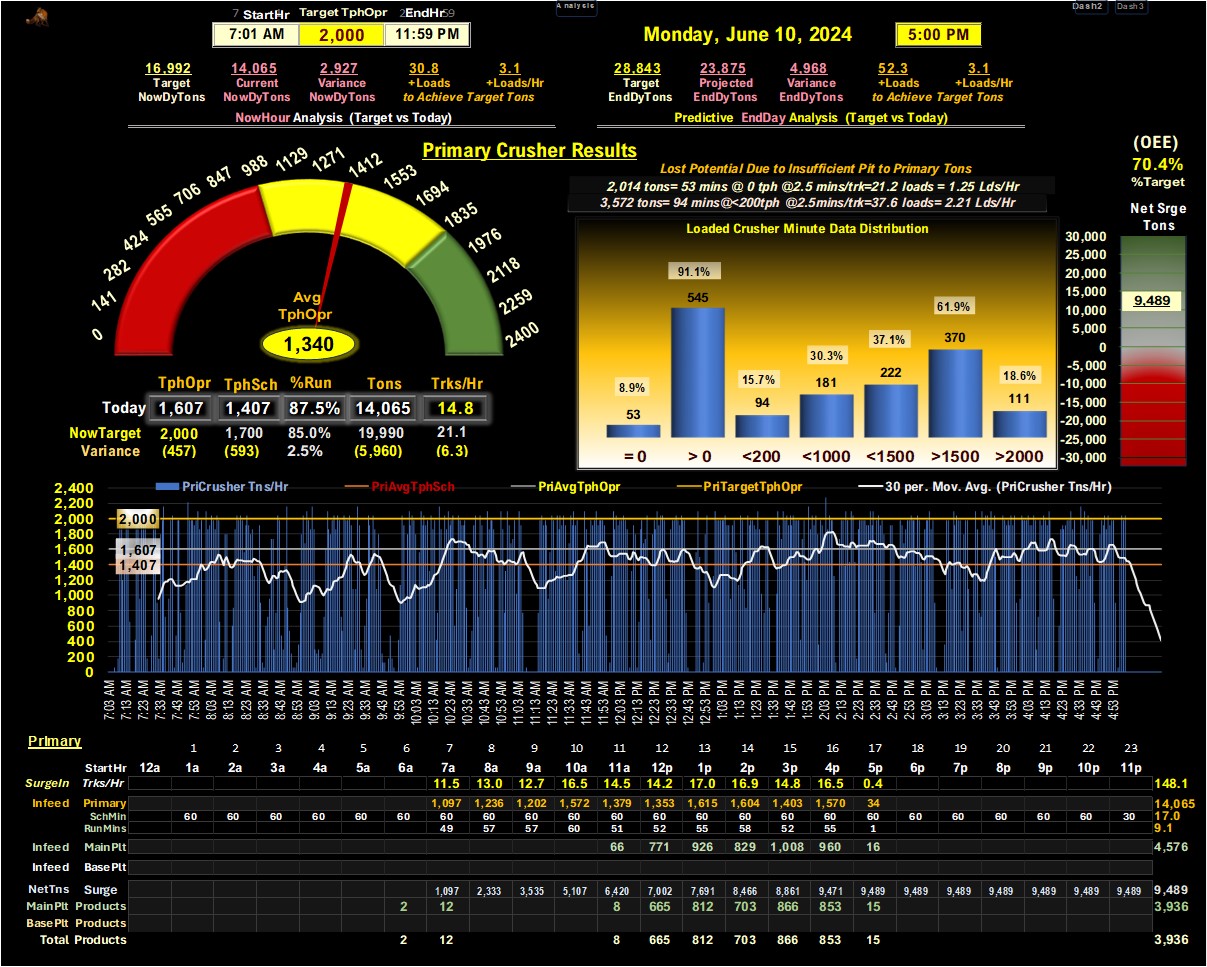 Analysis
Dash2 Dash3
7 StartHr Target TphOpr EndHr 59
7:01 AM 2,000 11:59 PM
Monday, June 10, 2024 5:00 PM
16,992 14,065 2,927 30.8 3.1
Target Current Variance +Loads +Loads/Hr
NowDyTons NowDyTons NowDyTons to Achieve Target Tons
NowHour Analysis (Target vs Today)
28,843 23,875 4,968 52.3 3.1
Target Projected Variance +Loads +Loads/Hr
EndDyTons EndDyTons EndDyTons to Achieve Target Tons
Predictive EndDay Analysis (Target vs Today)
Primary Crusher Results
0 141 282 424 565 706 847 988 1129 1271 1412 1553 1694 1835 1976 2118 2259 2400
Avg
TphOpr
1,340
TphOpr TphSch %Run Tons Trks/Hr
Today 1,607 1,407 87.5% 14,065 14.8
NowTarget 2,000 1,700 85.0% 19,990 21.1
Variance (457) (593) 2.5% (5,960) (6.3)
Lost Potential Due to Insufficient Pit to Primary Tons
2,014 tons= 53 mins @ 0 tph @2.5 mins/trk=21.2 loads = 1.25 Lds/Hr
3,572 tons= 94 mins@<200tph @2.5mins/trk=37.6 loads= 2.21 Lds/Hr
Loaded Crusher Minute Data Distribution
8.9% 91.1% 15.7% 30.3% 37.1% 61.9% 18.6%
53 545 94 181 222 370 111
= 0 > 0 <200 <1000 <1500 >1500 >2000
(OEE)
70.4%
%Target
Net Srge
Tons
30,000
25,000
20,000
15,000
9,489
10,000
5,000
0
-5,000
-10,000
-15,000
-20,000
-25,000
-30,000
PriCrusher Tns/Hr PriAvgTphSch PriAvgTphOpr PriTargetTphOpr 30 per. Mov. Avg. (PriCrusher Tns/Hr)
2,400
2,200
2,000 2,000
1,800
1,600 1,607
1,400 1,407
1,200
1,000
800
600
400
200
0
7:03 AM 7:13 AM 7:23 AM 7:33 AM 7:43 AM 7:53 AM 8:03 AM 8:13 AM 8:23 AM 8:33 AM 8:43 AM 8:53 AM 9:03 AM 9:13 AM 9:23 AM 9:33 AM 9:43 AM 9:53 AM 10:03 AM 10:13 AM 10:23 AM 10:33 AM 10:43 AM 10:53 AM 11:03 AM 11:13 AM 11:23 AM 11:33 AM 11:43 AM 11:53 AM 12:03 PM 12:13 PM 12:23 PM 12:33 PM 12:43 PM 12:53 PM 1:03 PM 1:13 PM 1:23 PM 1:33 PM 1:43 PM 1:53 PM 2:03 PM 2:13 PM 2:23 PM 2:33 PM 2:43 PM 2:53 PM 3:03 PM 3:13 PM 3:23 PM 3:33 PM 3:43 PM 3:53 PM 4:03 PM 4:13 PM 4:23 PM 4:33 PM 4:43 PM 4:53 PM
Primary
1 2 3 4 5 6 7 8 9 10 11 12 13 14 15 16 17 18 19 20 21 22 23
StartHr 12a 1a 2a 3a 4a 5a 6a 7a 8a 9a 10a 11a 12p 1p 2p 3p 4p 5p 6p 7p 8p 9p 10p 11p
SurgeIn Trks/Hr 11.5 13.0 12.7 16.5 14.5 14.2 17.0 16.9 14.8 16.5 0.4 148.1
Infeed Primary 1,097 1,236 1,202 1,572 1,379 1,353 1,615 1,604 1,403 1,570 34 14,065
SchMin 60 60 60 60 60 60 60 60 60 60 60 60 60 60 60 60 60 60 60 60 60 60 30 17.0
RunMins 49 57 57 60 51 52 55 58 52 55 1 9.1
Infeed MainPlt 66 771 926 829 1,008 960 16 4,576
Infeed BasePlt
NetTns Surge 1,097 2,333 3,535 5,107 6,420 7,002 7,691 8,466 8,861 9,471 9,489 9,489 9,489 9,489 9,489 9,489 9,489 9,489
MainPlt Products 2 12 8 665 812 703 866 853 15 3,936
BasePlt Products
Total Products 2 12 8 665 812 703 866 853 15 3,936